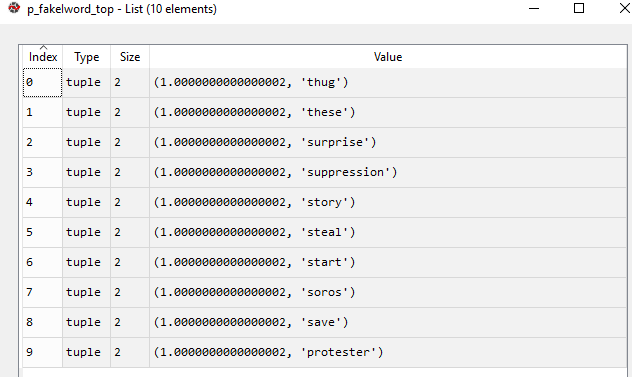 p_fakelword_top - List (10 elements)
Index Type Size Value
0 tuple 2 (1.0000000000000002, 'thug')
1 tuple 2 (1.0000000000000002, 'these')
2 tuple 2 (1.0000000000000002, 'surprise')
3 tuple 2 (1.0000000000000002, 'suppression')
4 tuple 2 (1.0000000000000002, 'story')
5 tuple 2 (1.0000000000000002, 'steal')
6 tuple 2 (1.0000000000000002, 'start')
7 tuple 2 (1.0000000000000002, 'soros')
8 tuple 2 (1.0000000000000002, 'save')
9 tuple 2 (1.0000000000000002, 'protester')